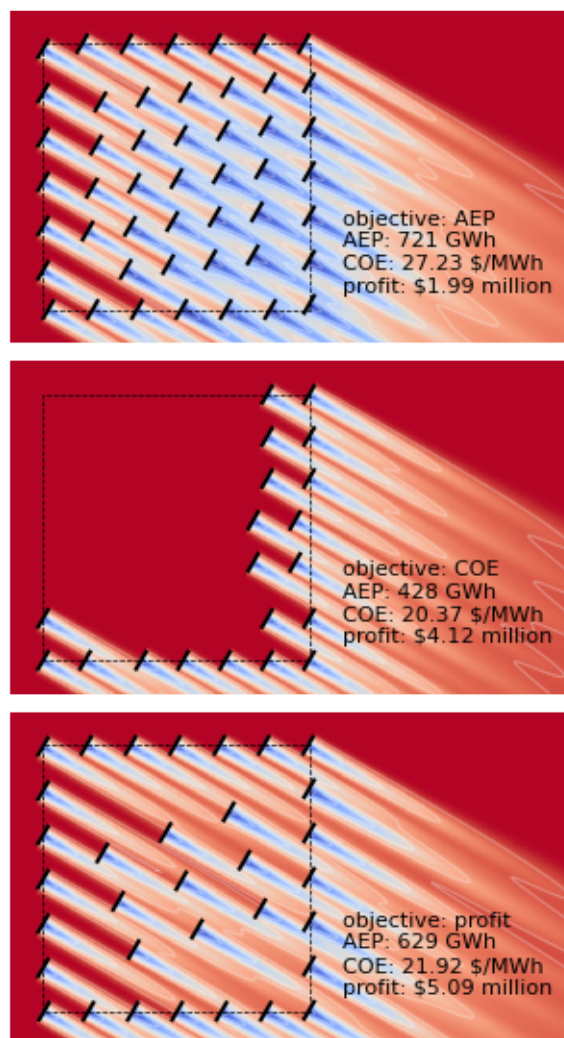 objective: AEP
AEP: 721 GWh
COE: 27.23 $/MWh
profit: $1.99 million
objective: COE
AEP: 428 GWh
COE: 20.37 $/MWh
profit: $4.12 million
objective: profit
AEP: 629 GWh
COE: 21.92 $/MWh
profit: $5.09 million